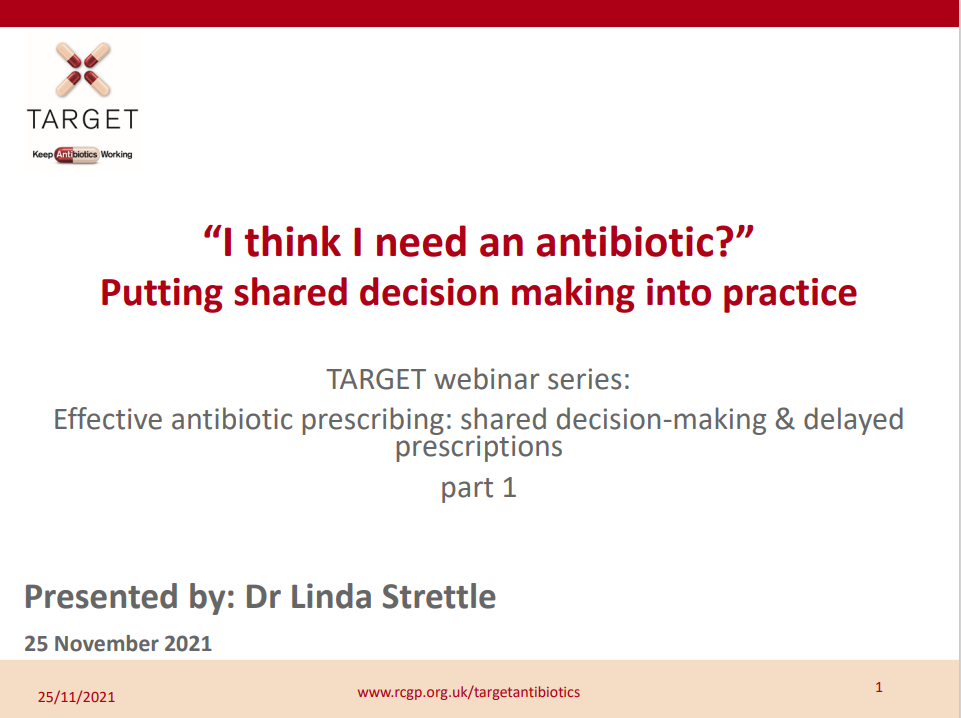 TARGET
Keep Antibiotics Working
“I think I need an antibiotic?”
Putting shared decision making into practice
TARGET webinar series:
Effective antibiotic prescribing: shared decision-making & delayed
prescriptions
part 1
Presented by: Dr Linda Strettle
25 November 2021
25/11/2021
www.rcgp.org.uk/targetantibiotics
1